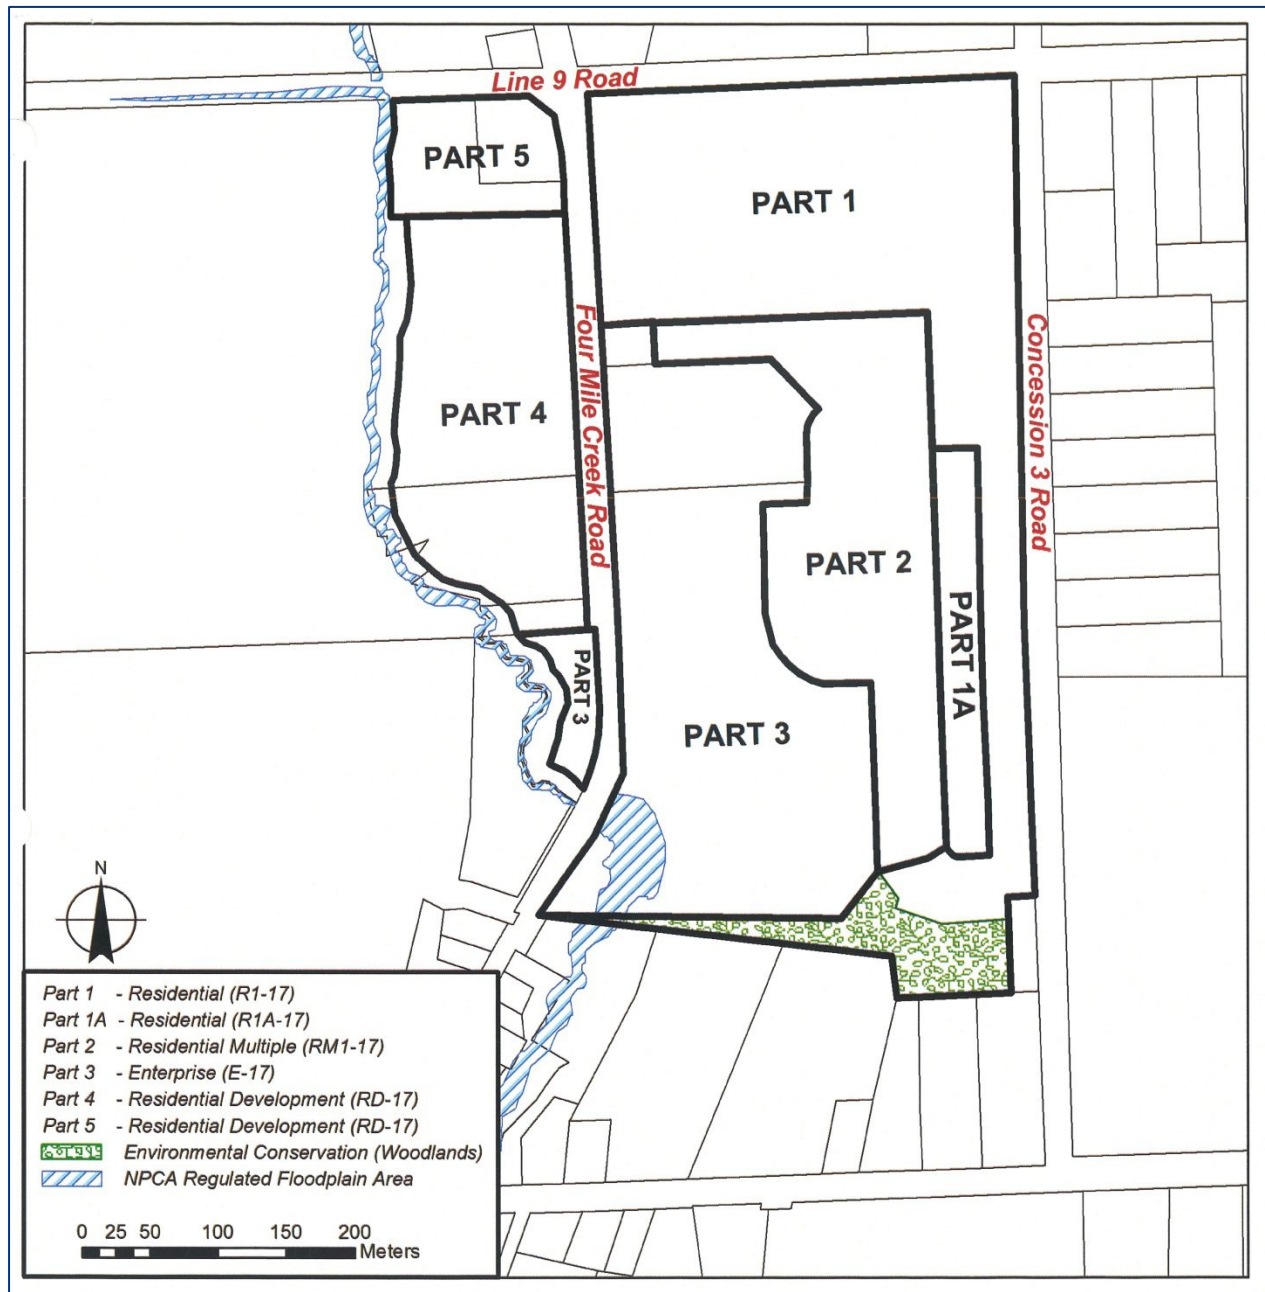 Line 9 Road
PART 5
PART 1
Four Mile Creek Road
Concession 3 Road
PART 4
PART 2
PART 1A
PART 3
PART 3
N
Part 1 - Residential (R1-17)
Part 1A - Residential (R1A-17)
Part 2 - Residential Multiple (RM1-17)
Part 3 - Enterprise (E-17)
Part 4 - Residential Development (RD-17)
Part 5 - Residential Development (RD-17)
Environmental Conservation (Woodlands)
NPCA Regulated Floodplain Area
0 25 50 100 150 200
Meters